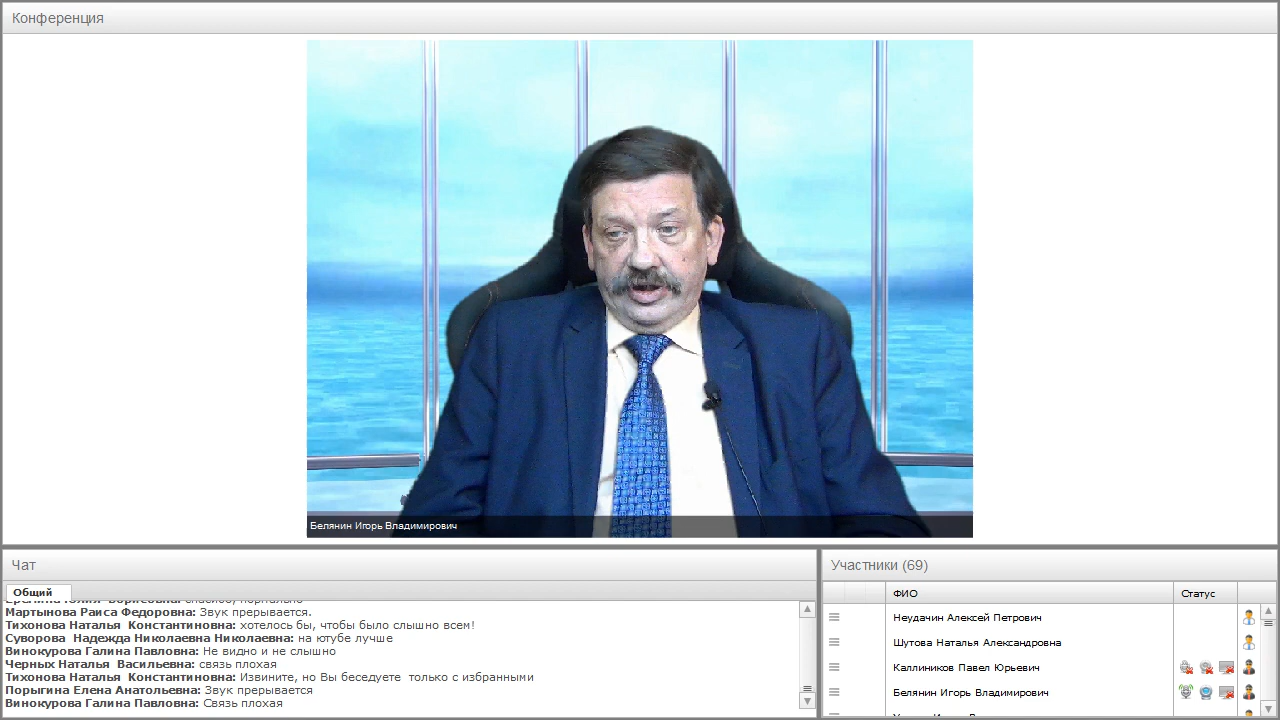 Конференция
Белянин Игорь Владимирович
Чат
Общий
Мартынова Раиса Федоровна: Звук прерывается.
Тихонова Наталья  Константиновна: хотелось бы, чтобы было слышно всем!
Суворова  Надежда Николаевна Николаевна: на ютубе лучше
Винокурова Галина Павловна: Не видно и не слышно
Черных Наталья  Васильевна: связь плохая
Тихонова Наталья  Константиновна: Извините, но Вы беседуете  только с избранными
Порыгина Елена Анатольевна: Звук прерывается
Винокурова Галина Павловна: Связь плохая
Участники (69)
ФИО Статус
Неудачин Алексей Петрович
Шутова Наталья Александровна
Каллиников Павел Юрьевич
Белянин Игорь Владимирович